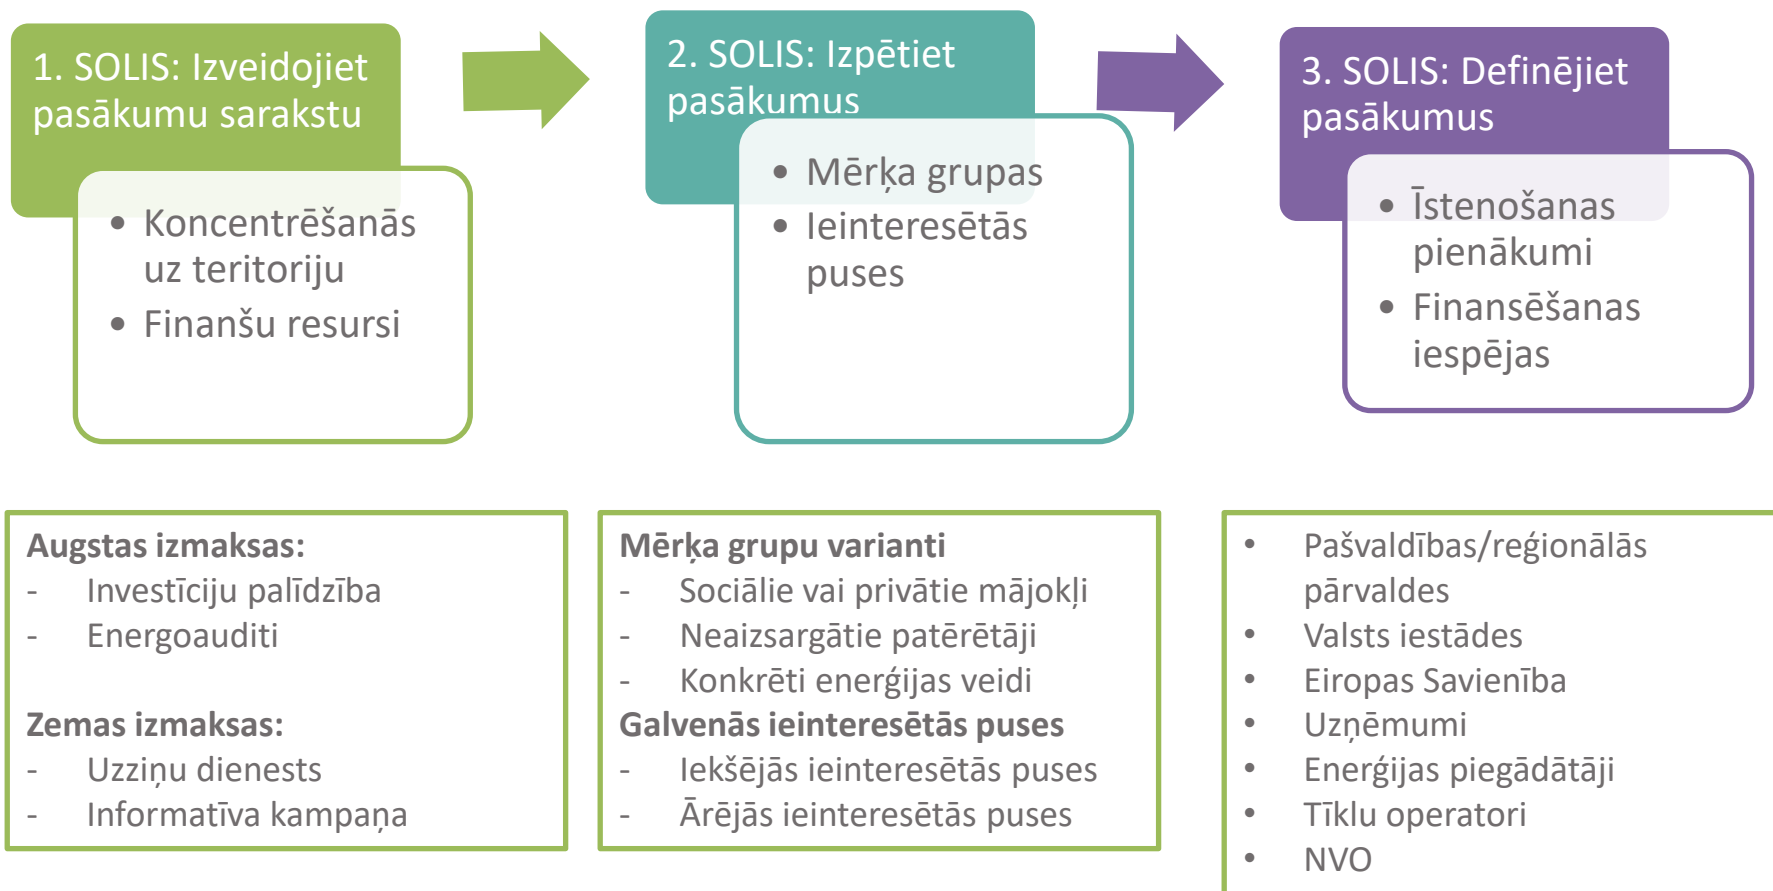 1. SOLIS: Izveidojiet
pasākumu sarakstu
• Koncentrēšanās
uz teritoriju
• Finanšu resursi
2. SOLIS: Izpētiet
pasākumus
• Mērķa grupas
• Ieinteresētās
puses
3. SOLIS: Definējiet
pasākumus
• Īstenošanas
pienākumi
• Finansēšanas
iespējas
Augstas izmaksas:
- Investīciju palīdzība
- Energoauditi
Zemas izmaksas:
- Uzziņu dienests
- Informatīva kampaņa
Mērķa grupu varianti
- Sociālie vai privātie mājokļi
- Neaizsargātie patērētāji
- Konkrēti enerģijas veidi
Galvenās ieinteresētās puses
- Iekšējās ieinteresētās puses
- Ārējās ieinteresētās puses
• Pašvaldības/reģionālās
pārvaldes
• Valsts iestādes
• Eiropas Savienība
• Uzņēmumi
• Enerģijas piegādātāji
• Tīklu operatori
• NVO